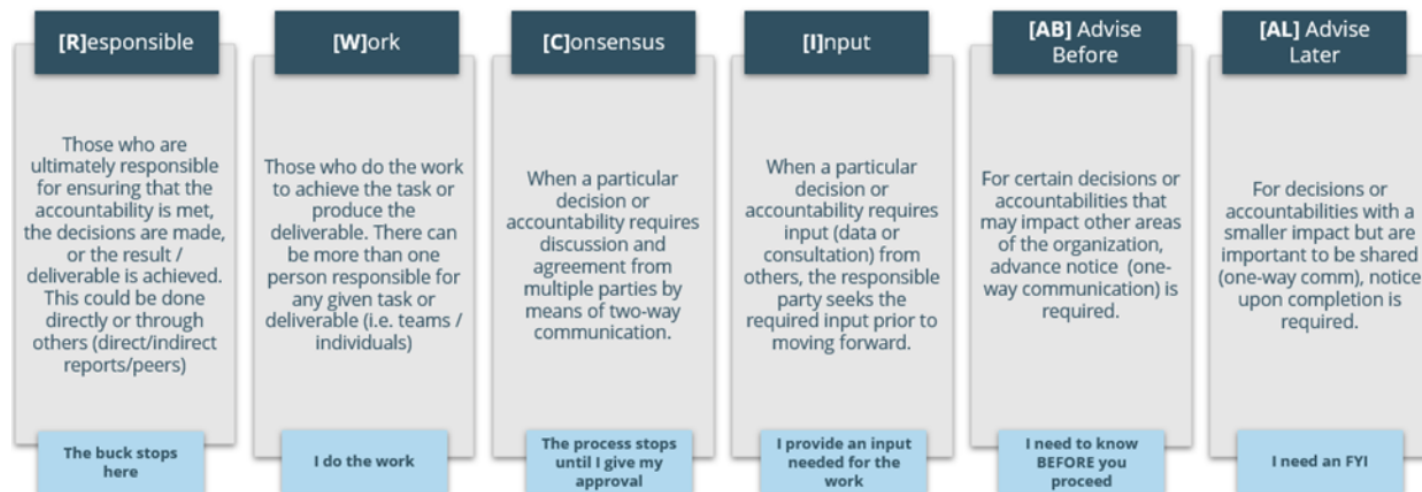 [R]esponsible
Those who are
ultimately responsible
for ensuring that the
accountability is met,
the decisions are made,
or the result /
deliverable is achieved.
This could be done
directly or through
others (direct/indirect
reports/peers)
The buck stops
here
[W]ork
Those who do the work
to achieve the task or
produce the
deliverable. There can
be more than one
person responsible for
any given task or
deliverable (i.e. teams /
individuals)
I do the work
[C]onsensus
When a particular
decision or
accountability requires
discussion and
agreement from
multiple parties by
means of two-way
communication.
The process stops
until I give my
approval
[I]nput
When a particular
decision or
accountability requires
input (data or
consultation) from
others, the responsible
party seeks the
required input prior to
moving forward.
I provide an input
needed for the
work
[AB] Advise
Before
For certain decisions or
accountabilities that
may impact other areas
of the organization,
advance notice (one-
way communication) is
required.
I need to know
BEFORE you
proceed
[AL] Advise
Later
For decisions or
accountabilities with a
smaller impact but are
important to be shared
(one-way comm), notice
upon completion is
required.
I need an FYI